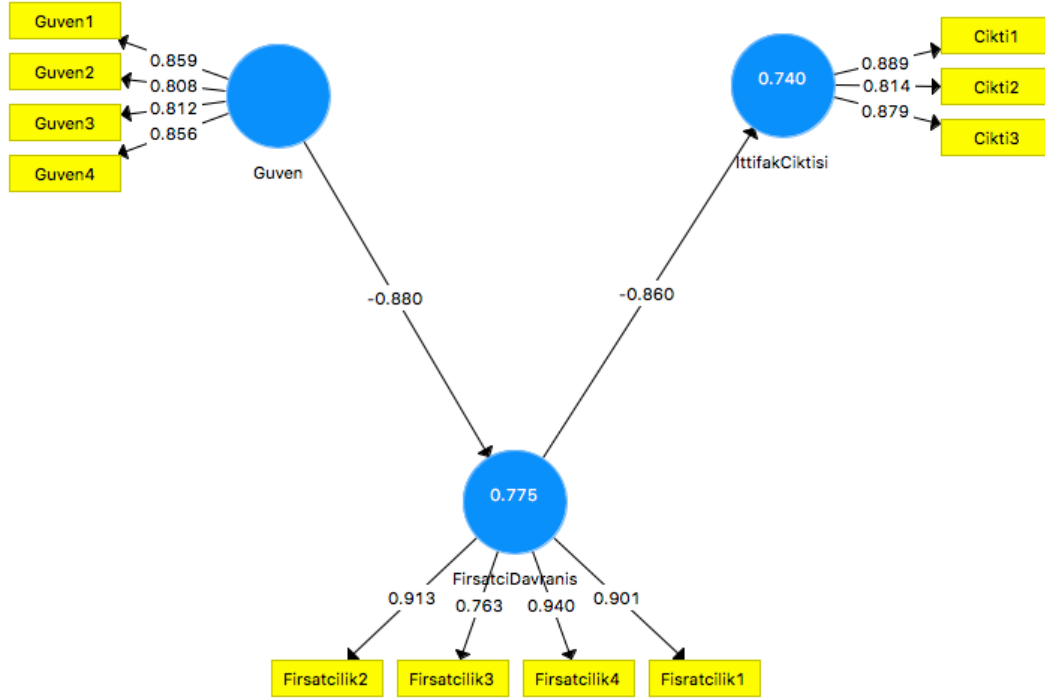 Guven1
Guven2
Guven3
Guven4
0.859
0.808
0.812
0.856
Guven
0.740
IttifakCiktisi
0.889
0.814
0.879
Cikti1
Cikti2
Cikti3
-0.880
-0.860
0.775
FirsatciDavranis
0.913
0.763
0.940
0.901
Firsatcilik2
Firsatcilik3
Firsatcilik4
Fisratcilik1